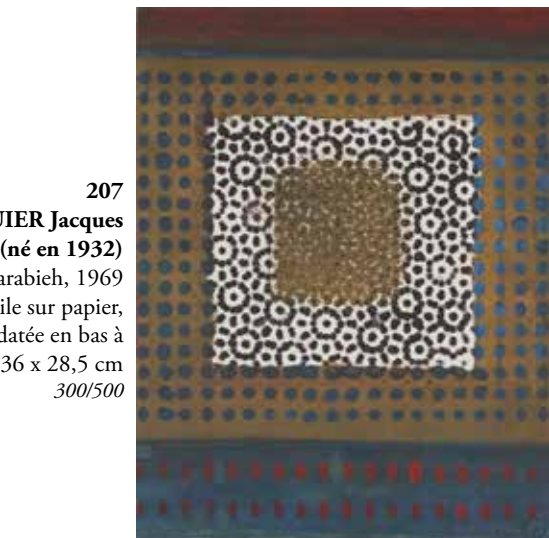 207
UIER Jacques
(né en 1932)
arabieh, 1969
ile sur papier,
datée en bas à
36 x 28,5 cm
300/500